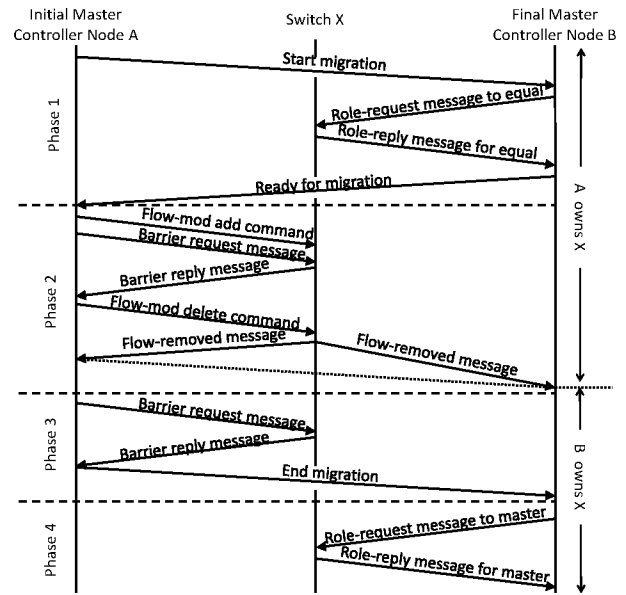 Initial Master
Controller Node A
Switch X
Final Master
Controller Node B
Start migration
Role-request message to equal
Role-reply message for equal
Ready for migration
Phase 1
Flow-mod add command
Barrier request message
Barrier reply message
Flow-mod delete command
Flow-removed message
Flow-removed message
Phase 2
A owns X
Barrier request message
Barrier reply message
End migration
Phase 3
B owns X
Role-request message to master
Role-reply message for master
Phase 4